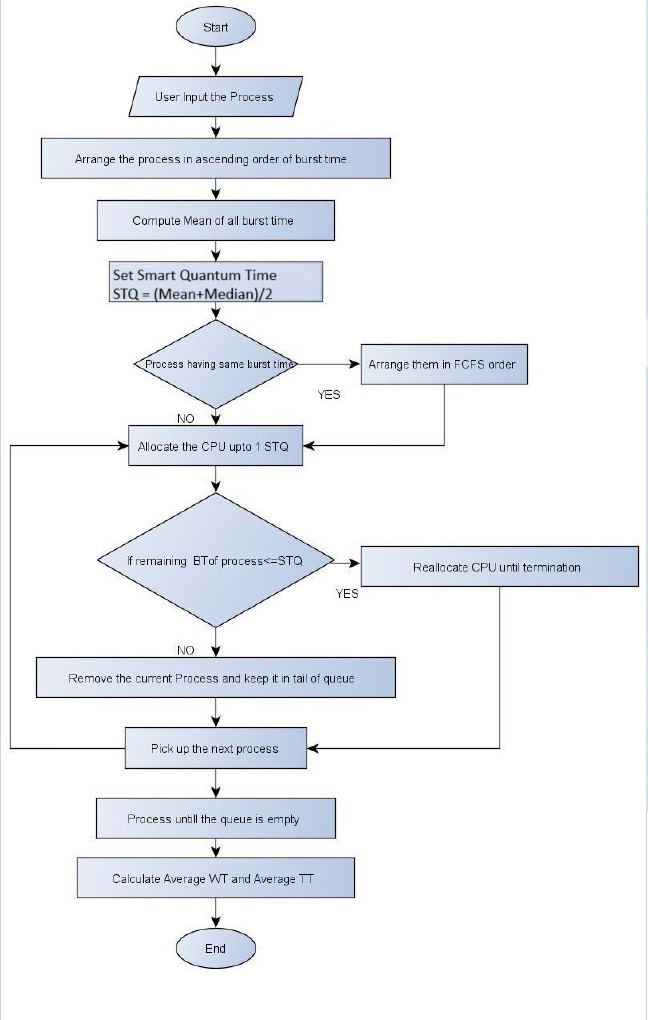 Start
User Input the Process
Arrange the process in ascending order of burst time
Compute Mean of all burst time
Set Smart Quantum Time
STQ = (Mean+Median)/2
Process having same burst time
YES
Arrange them in FCFS order
NO
Allocate the CPU upto 1 STQ
If remaining BTof process<=STQ
YES
Reallocate CPU until termination
NO
Remove the current Process and keep it in tail of queue
Pick up the next process
Process untill the queue is empty
Calculate Average WT and Average TT
End